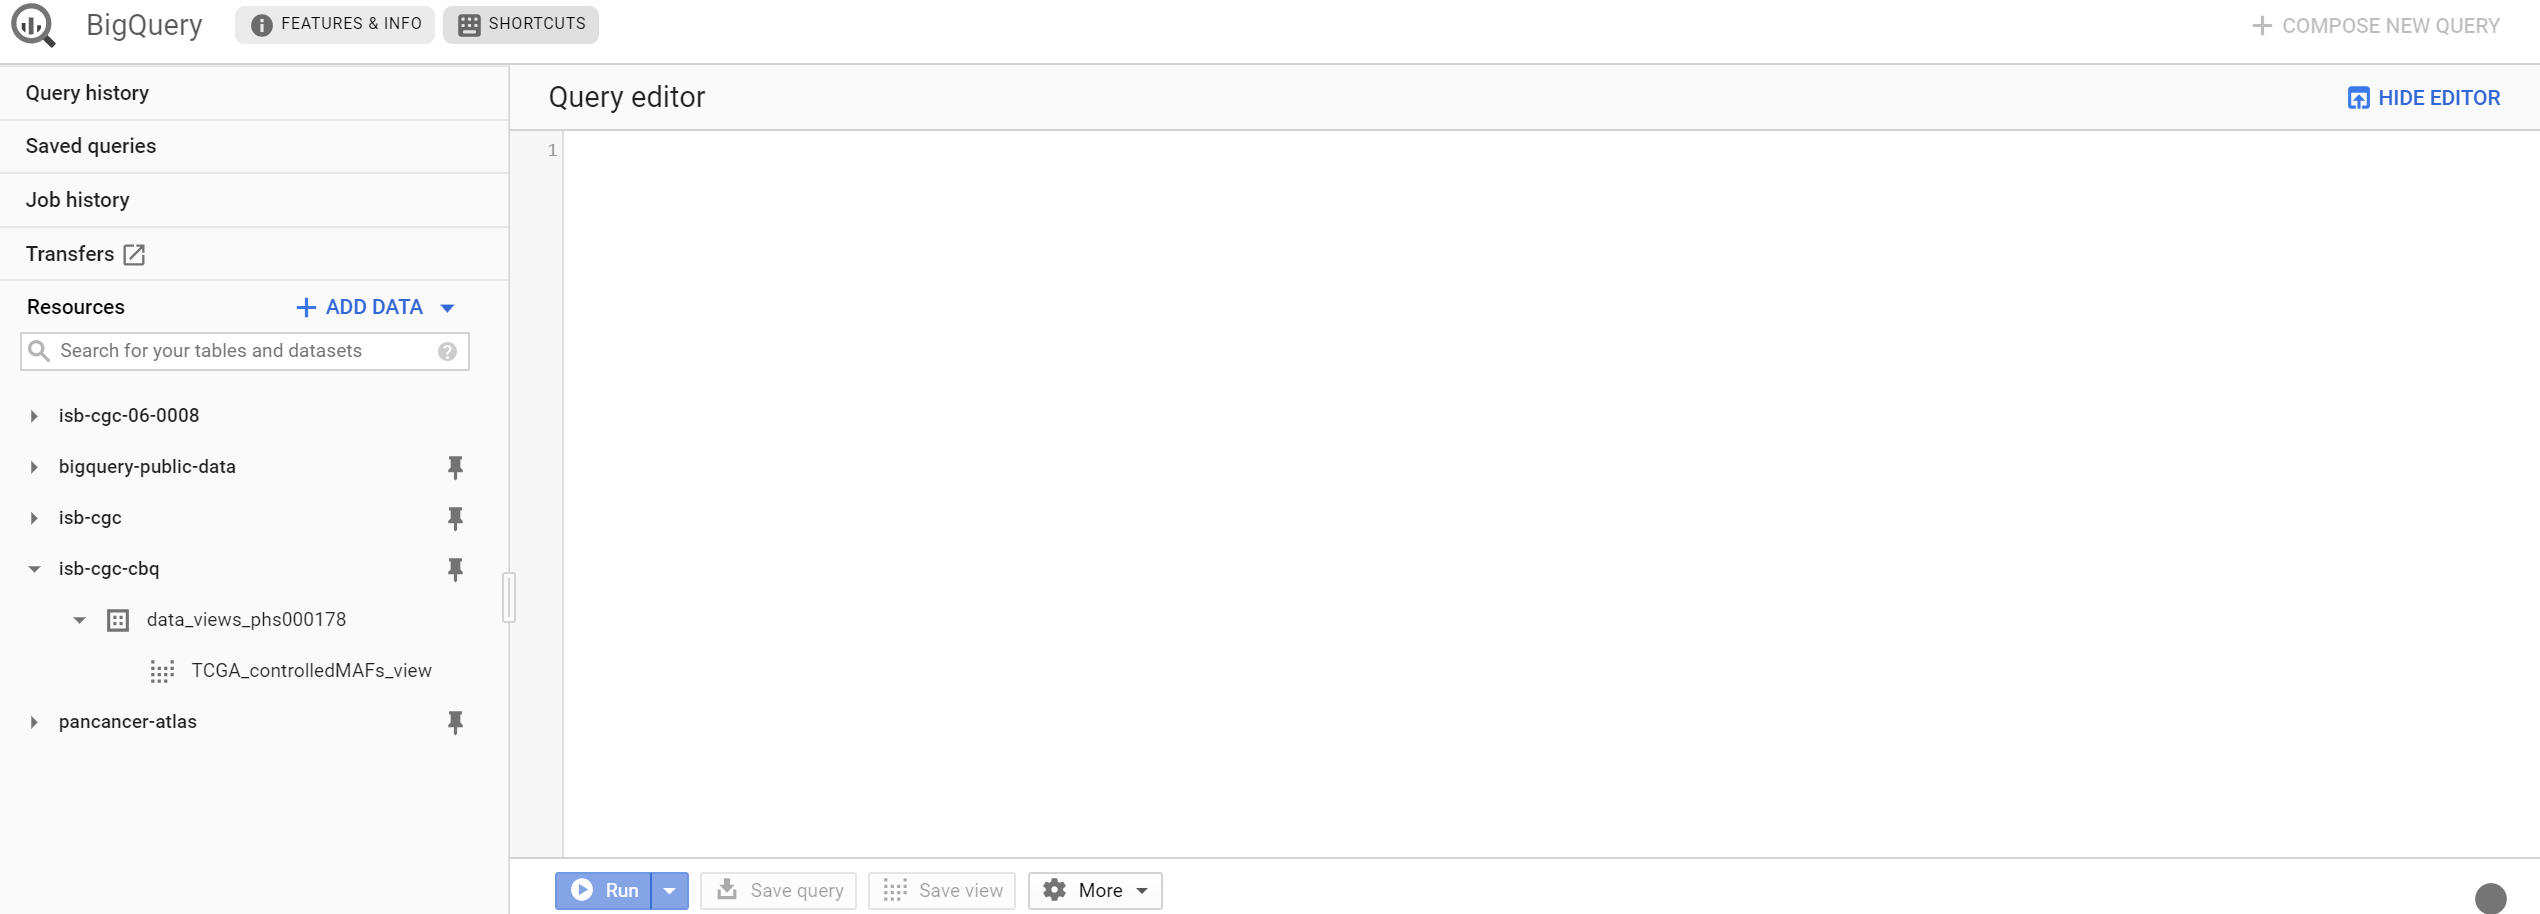 BigQuery
FEATURES & INFO
SHORTCUTS
COMPOSE NEW QUERY
Query history
Saved queries
Job history
Transfers
Resources
ADD DATA
Search for your tables and datasets
?
isb-cgc-06-0008
bigquery-public-data
isb-cgc
isb-cgc-cbq
data_views_phs000178
TCGA_controlledMAFs_view
pancancer-atlas
Query editor
HIDE EDITOR
1
Run
Save query
Save view
More